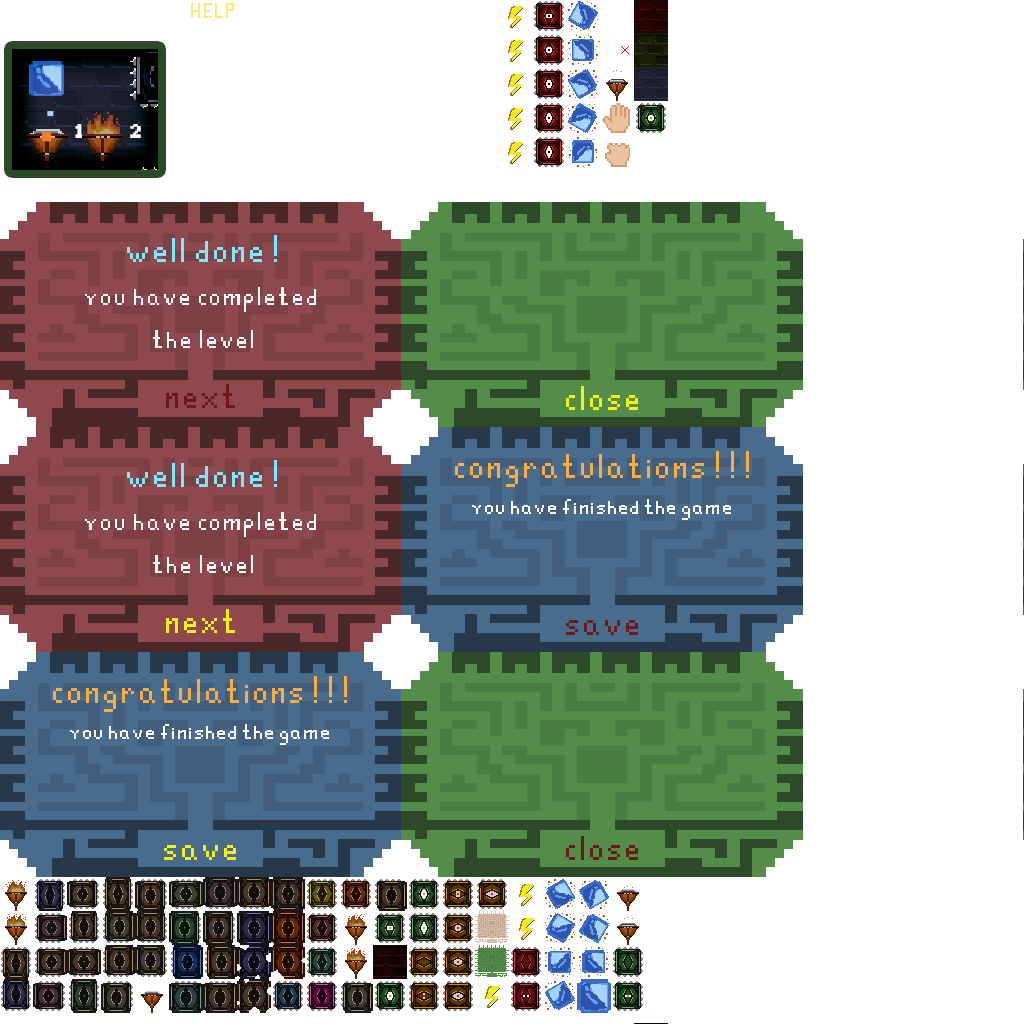 HELP
1 2
well done!
you have completed
the level
next
close
well done!
you have completed
the level
next
congratulations!!!
you have finished the game
save
congratulations!!!
you have finished the game
save
close